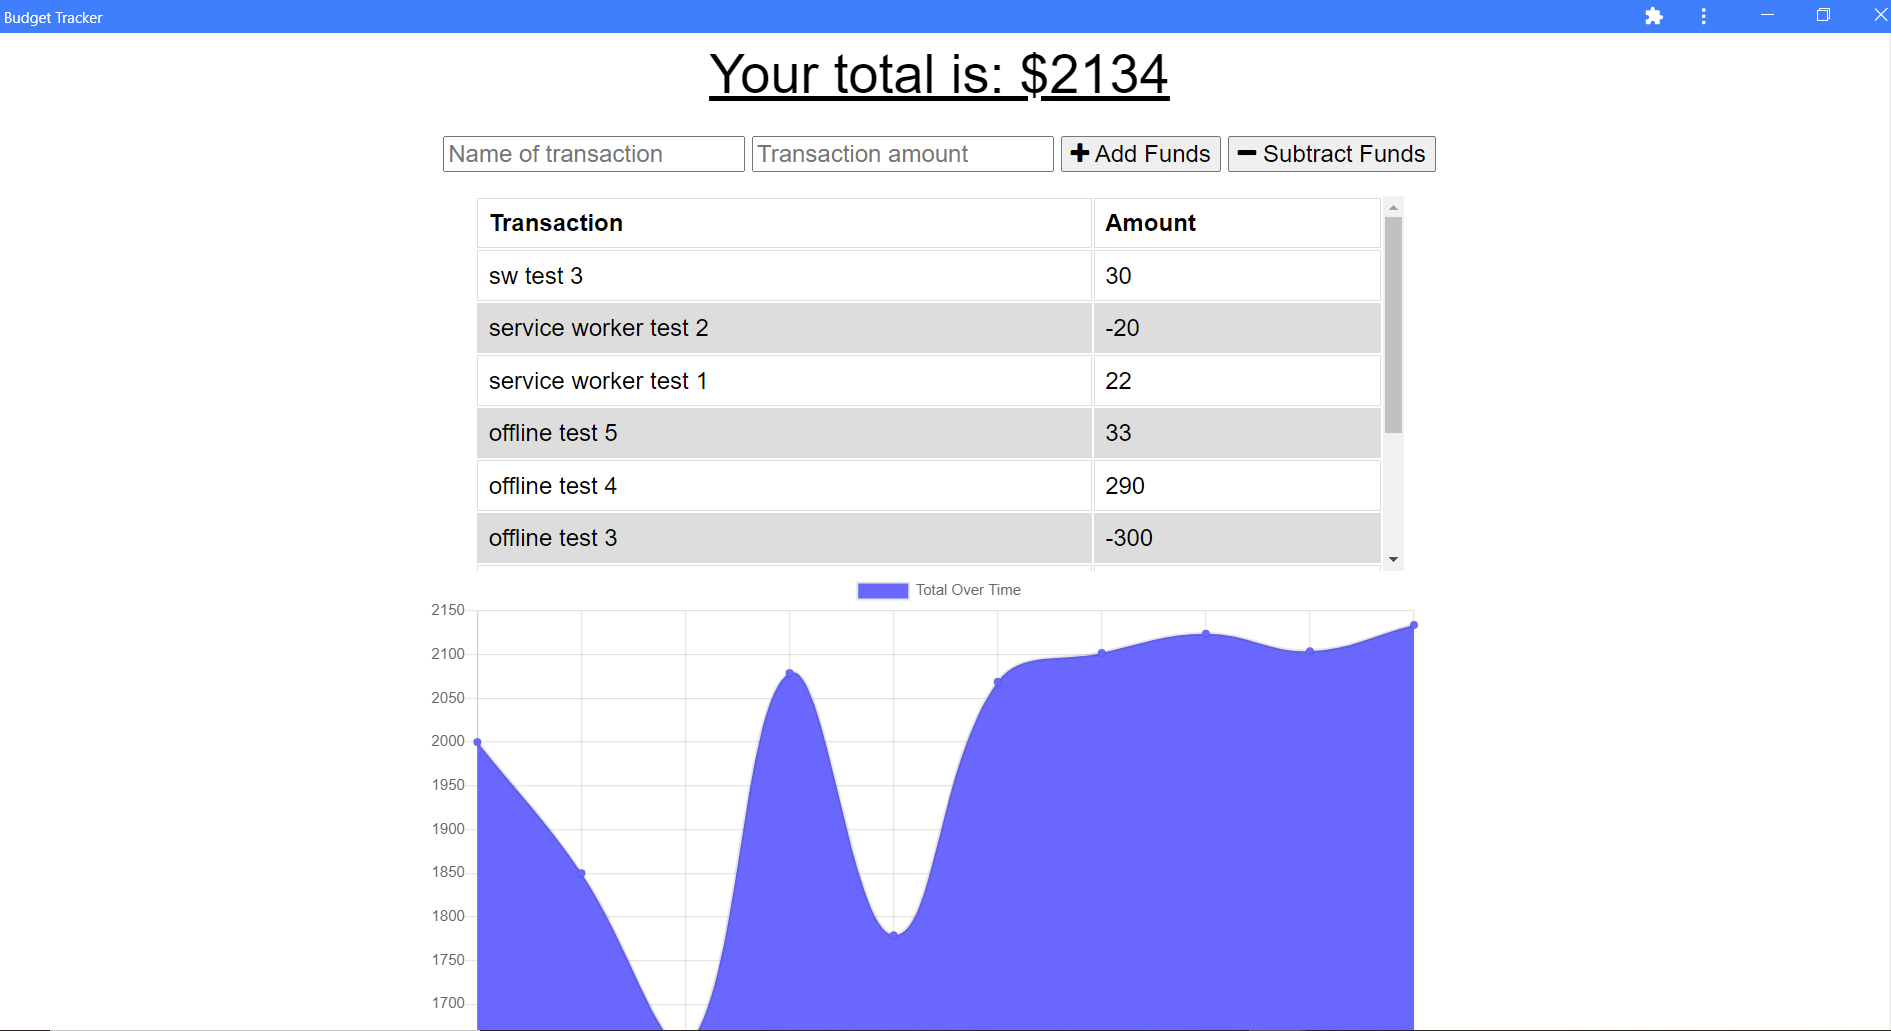 Budget Tracker
Your total is: $2134
Name of transaction Transaction amount Add Funds Subtract Funds
Transaction Amount
sw test 3 30
service worker test 2 -20
service worker test 1 22
offline test 5 33
offline test 4 290
offline test 3 -300
Total Over Time
2150
2100
2050
2000
1950
1900
1850
1800
1750
1700